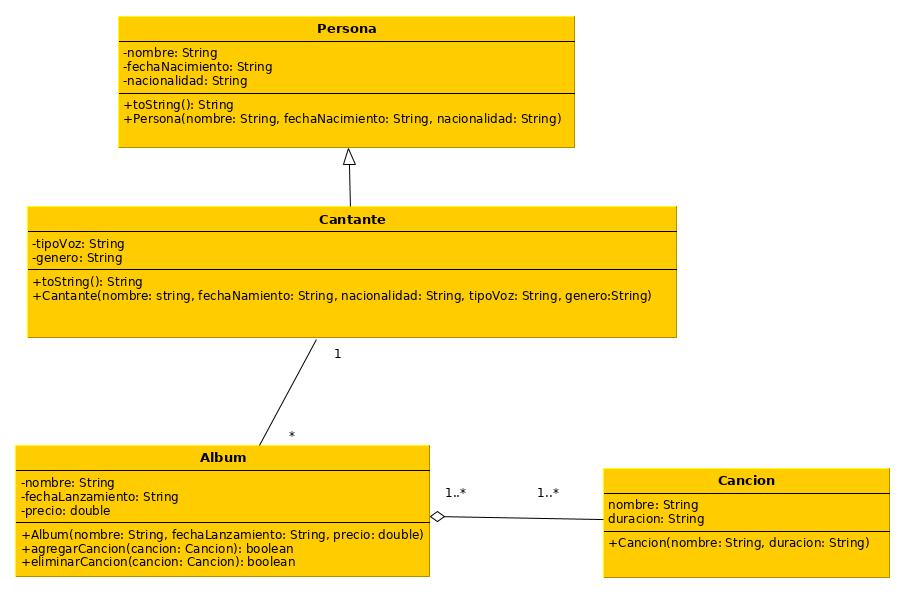 Persona
-nombre: String
-fechaNacimiento: String
-nacionalidad: String
+toString(): String
+Persona(nombre: String, fechaNacimiento: String, nacionalidad: String)
Cantante
-tipoVoz: String
-genero: String
+toString(): String
+Cantante(nombre: string, fechaNamiento: String, nacionalidad: String, tipoVoz: String, genero:String)
1
*
Album
-nombre: String
-fechaLanzamiento: String
-precio: double
+Album(nombre: String, fechaLanzamiento: String, precio: double)
+agregarCancion(cancion: Cancion): boolean
+eliminarCancion(cancion: Cancion): boolean
1..*
1..*
Cancion
nombre: String
duracion: String
+Cancion(nombre: String, duracion: String)